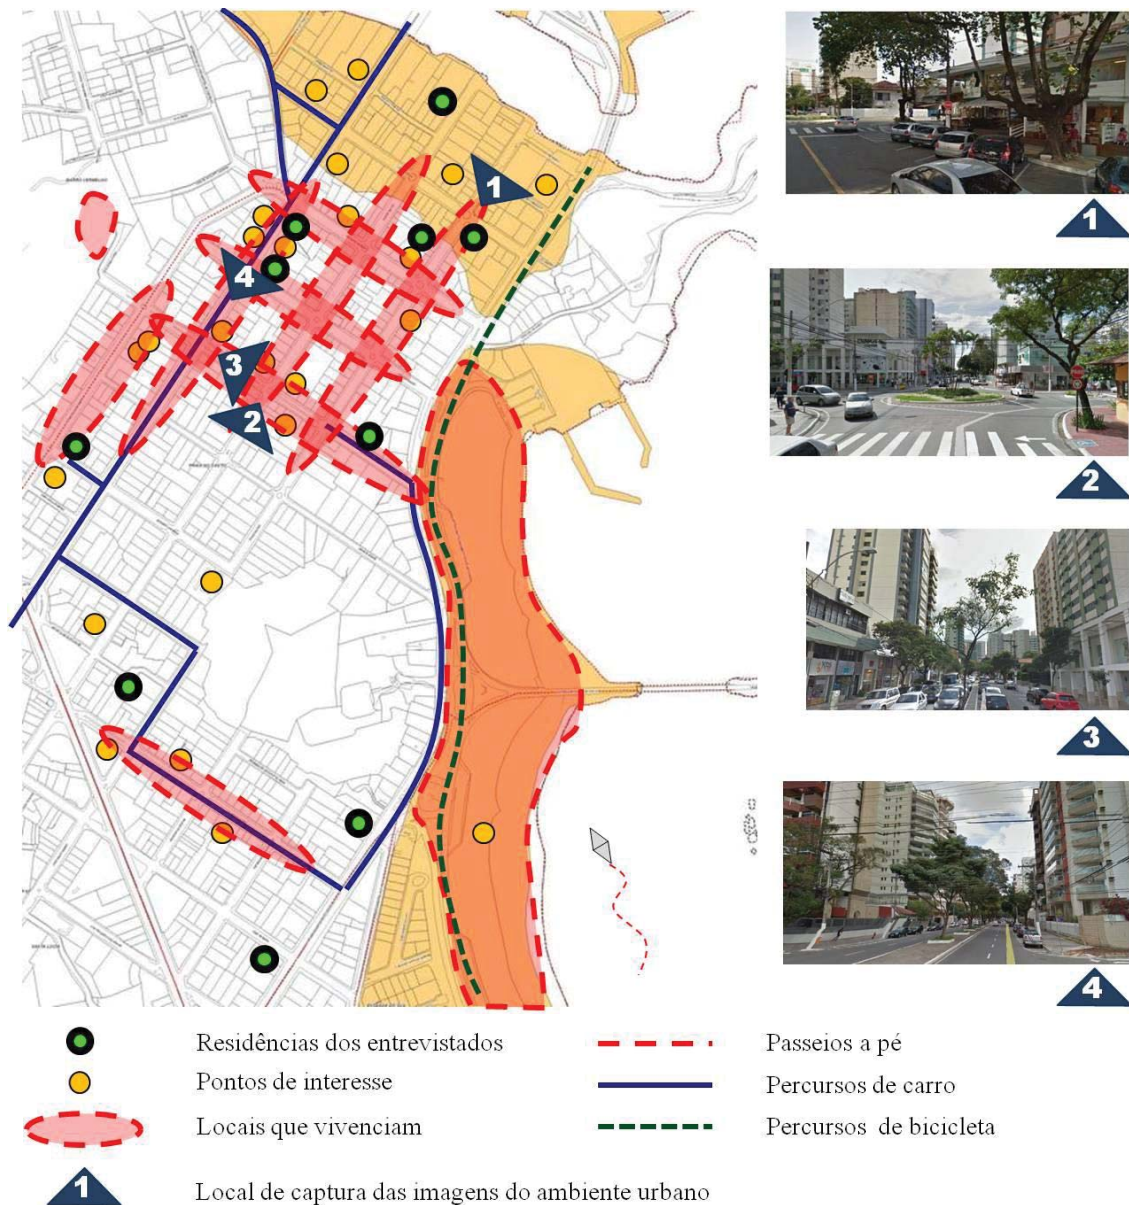 1
1
4
2
3
2
3
4
Residências dos entrevistados
Passeios a pé
Pontos de interesse
Percursos de carro
Locais que vivenciam
Percursos de bicicleta
1
Local de captura das imagens do ambiente urbano